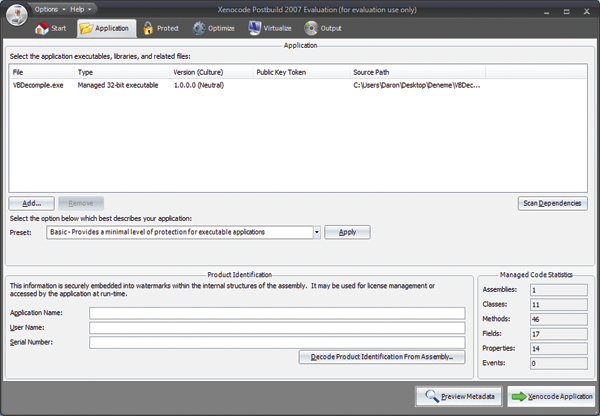 Xenocode Postbuild 2007 Evaluation (for evaluation use only)
Options Help
Start Application Protect Optimize Virtualize Output
Application
Select the application executables, libraries, and related files:
File Type Version (Culture) Public Key Token Source Path
VBDecompile.exe Managed 32-bit executable 1.0.0.0 (Neutral) C:\Users\Daron\Desktop\Deneme\VBDec...
Add... Remove Scan Dependencies
Select the option below which best describes your application:
Preset: Basic - Provides a minimal level of protection for executable applications Apply
Product Identification
This information is securely embedded into watermarks within the internal structures of the assembly. It may be used for license management or
accessed by the application at run-time.
Application Name:
User Name:
Serial Number:
Decode Product Identification From Assembly...
Managed Code Statistics
Assemblies: 1
Classes: 11
Methods: 46
Fields: 17
Properties: 14
Events: 0
Preview Metadata Xenocode Application